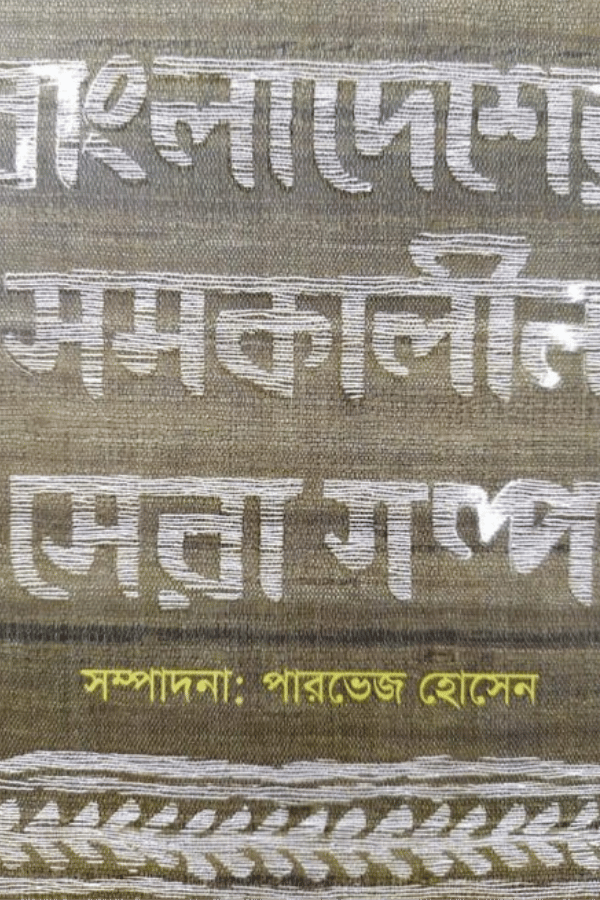 বাংলাদেশের
সমকালীন
সেরা গল্প
সম্পাদনা: পারভেজ হোসেন